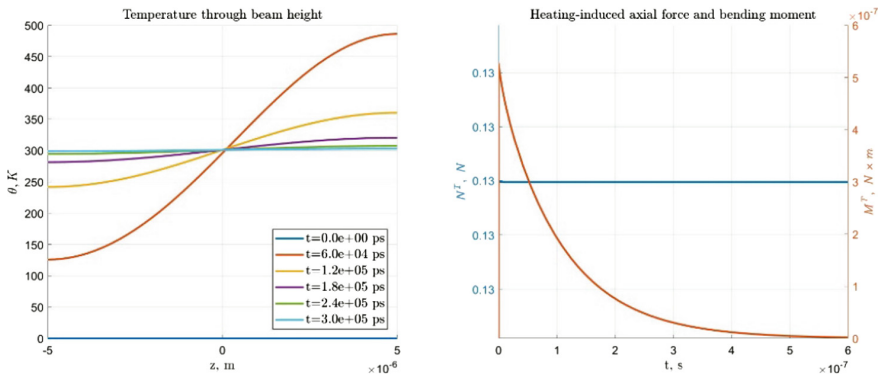 Temperature through beam height
500
450
400
350
300
250
200
150
100
50
0
θ, K
t=0.0e+00 ps
t=6.0e+04 ps
t=1.2e+05 ps
t=1.8e+05 ps
t=2.4e+05 ps
t=3.0e+05 ps
-5 0 5
z, m
×10⁻⁶
Heating-induced axial force and bending moment
×10⁻⁷
0.13
0.13
0.13
0.13
0.13
N^T, N
6
5
4
3
2
1
0
M^T, N × m
0 1 2 3 4 5 6
t, s
×10⁻⁷